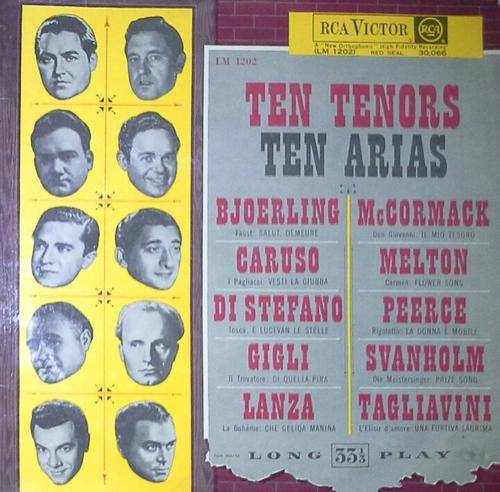 RCA VICTOR RCA
A "New Orthophonic" High Fidelity Recording
(LM 1202) RED SEAL 30,066
LM 1202
TEN TENORS
TEN ARIAS
BJOERLING McCORMACK
Faust: SALUT, DEMEURE Don Giovanni: IL MIO TESORO
CARUSO MELTON
I Pagliacci: VESTI LA GIUBBA Carmen: FLOWER SONG
DI STEFANO PEERCE
Tosca: E LUCEVAN LE STELLE Rigoletto: LA DONNA È MOBILE
GIGLI SVANHOLM
Il Trovatore: DI QUELLA PIRA Die Meistersinger: PRIZE SONG
LANZA TAGLIAVINI
La Bohème: CHE GELIDA MANINA L'Elisir d'amore: UNA FURTIVA LAGRIMA
LONG 33 1/3 PLAY